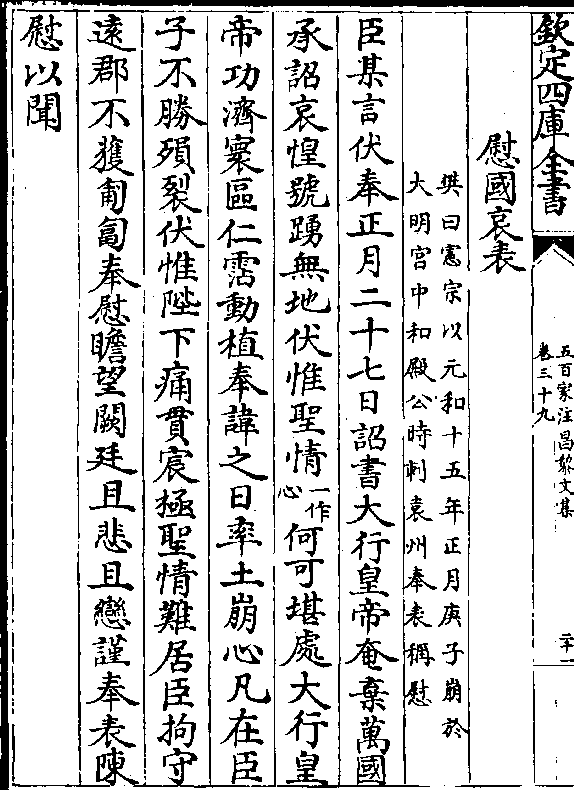 欽定四庫全書
五百家注昌黎文集
卷三十九
二十一
慰國哀表
樊曰憲宗以元和十五年正月庚子崩於
大明宫中和殿公時刺袁州奉表稱慰
臣某言伏奉正月二十七日詔書大行皇帝奄棄萬國
承詔哀惶號踴無地伏惟聖情一作心何可堪處大行皇
帝功濟寰區仁霑動植奉諱之日率土崩心凡在臣
子不勝殞裂伏惟陛下痛貫宸極聖情難居臣拘守
遠郡不獲匍匐奉慰瞻望闕廷且悲且戀謹奉表陳
慰以聞